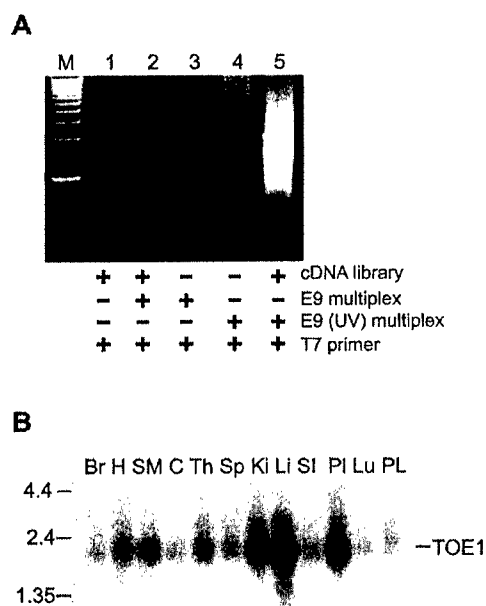 A
M 1 2 3 4 5
+ + − − + cDNA library
− + + − − E9 multiplex
− − − + + E9 (UV) multiplex
+ + + + + T7 primer
B
Br H SM C Th Sp Ki Li SI Pl Lu PL
4.4–
2.4– –TOE1
1.35–